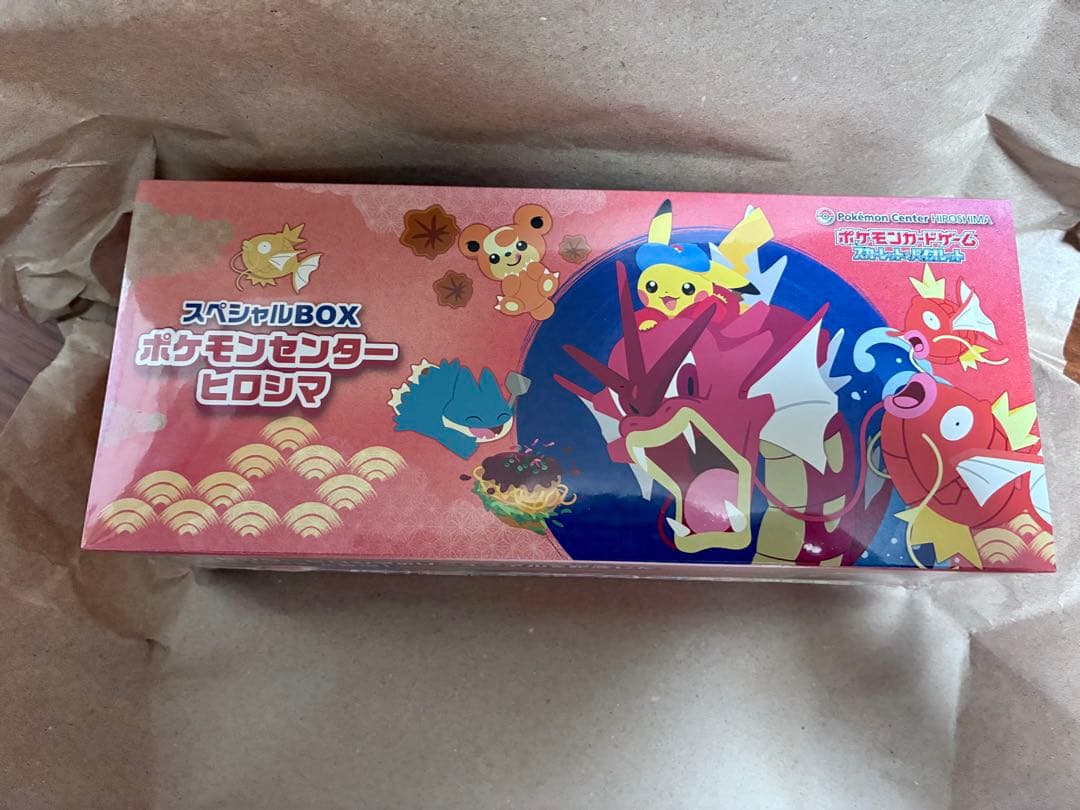 スペシャルBOX
ポケモンセンター
ヒロシマ
Pokémon Center HIROSHIMA
ポケモンカードゲーム
スカーレット&バイオレット